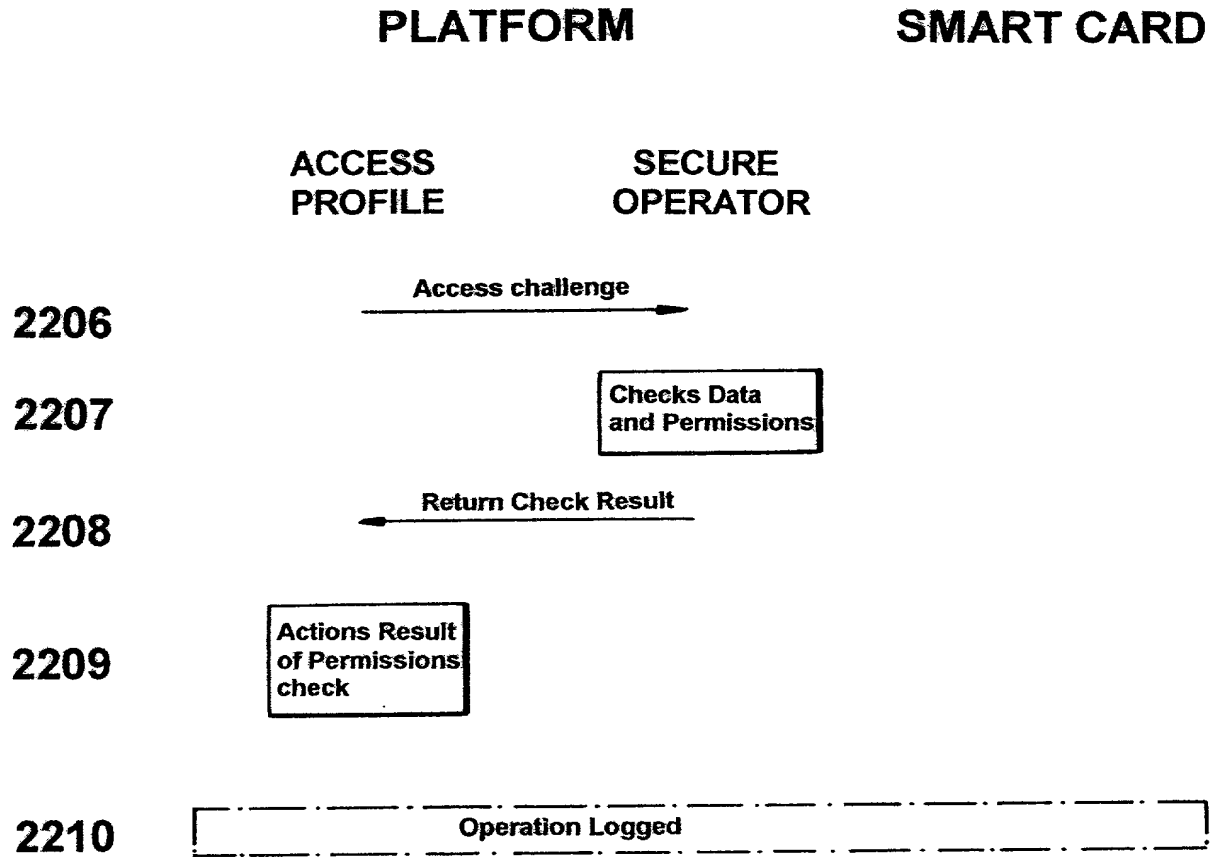 PLATFORM SMART CARD
ACCESS
PROFILE
SECURE
OPERATOR
2206
Access challenge
2207
Checks Data
and Permissions
2208
Return Check Result
2209
Actions Result
of Permissions
check
2210
Operation Logged